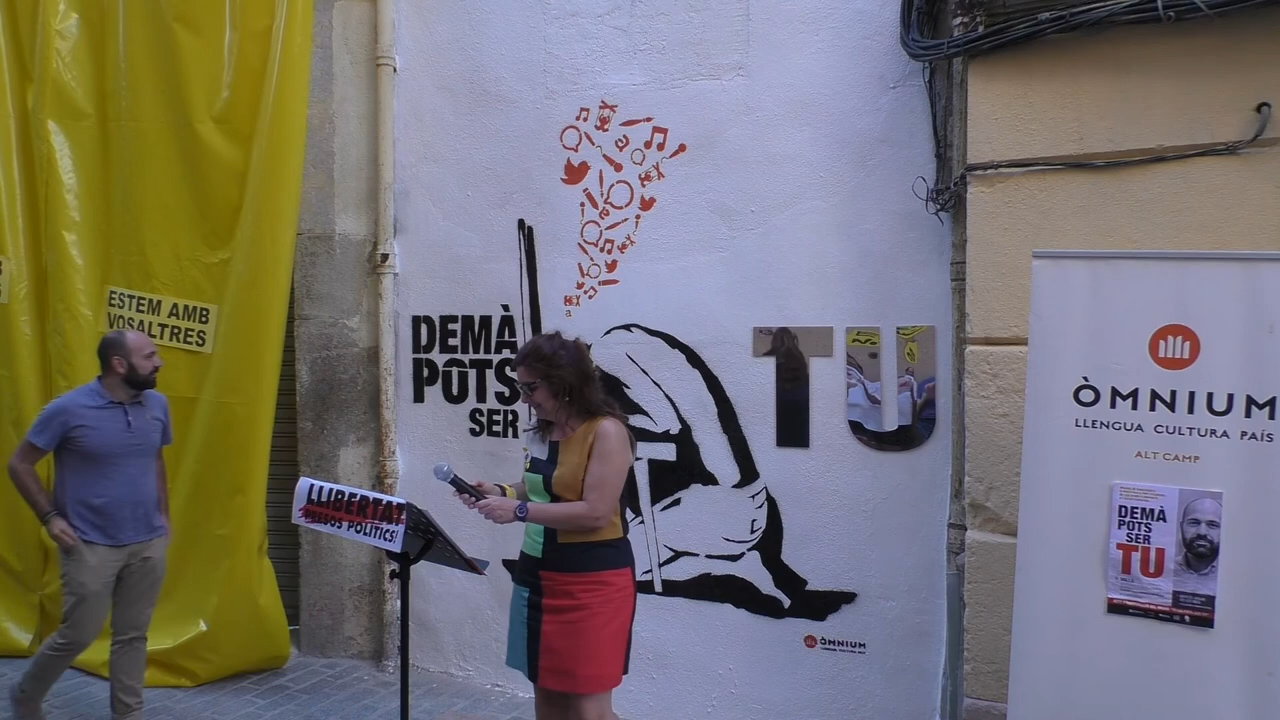 ESTEM AMB
VOSALTRES
DEMÀ
POTS
SER
TU
LLIBERTAT
PRESOS POLÍTICS!
ÒMNIUM
ÒMNIUM
LLENGUA CULTURA PAÍS
ALT CAMP
DEMÀ
POTS
SER
TU